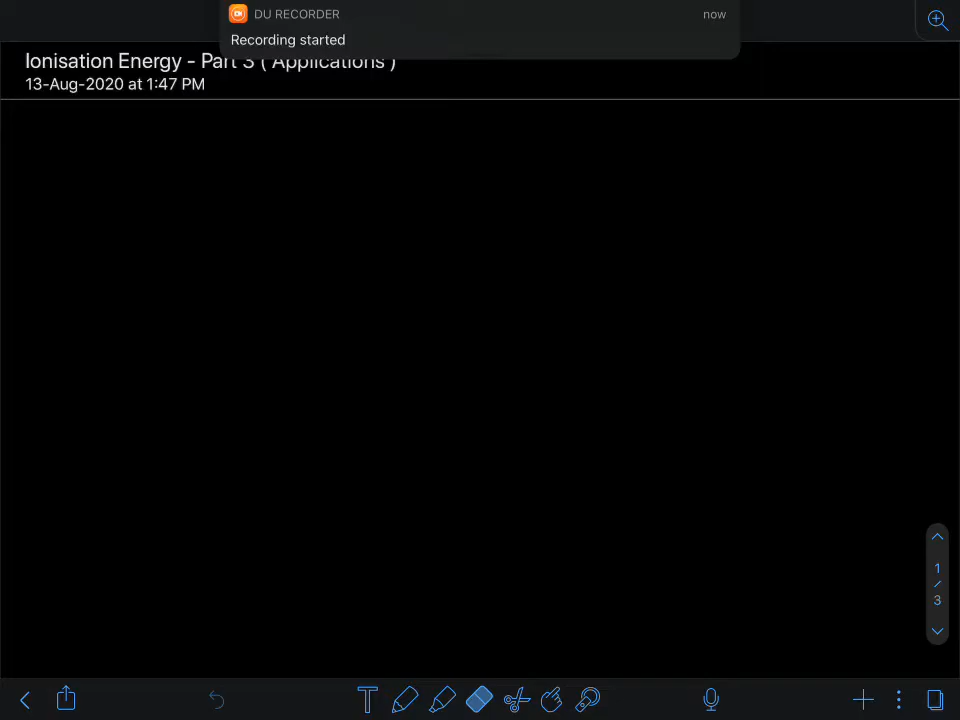 DU RECORDER
now
Recording started
Ionisation Energy - Part 3 ( Applications )
13-Aug-2020 at 1:47 PM
1
/
3